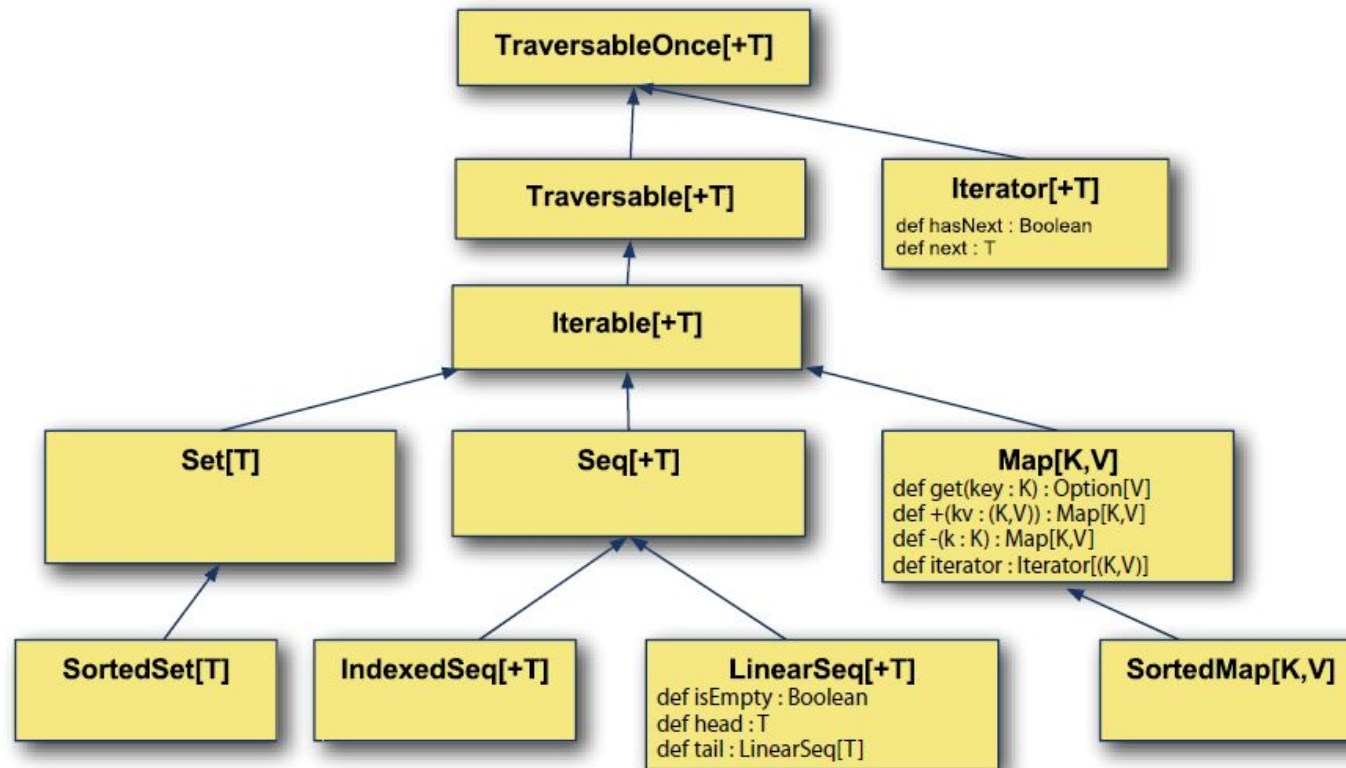 TraversableOnce[+T]
Traversable[+T]
Iterator[+T]
def hasNext : Boolean
def next : T
Iterable[+T]
Set[T]
Seq[+T]
Map[K,V]
def get(key : K) : Option[V]
def +(kv : (K,V)) : Map[K,V]
def -(k : K) : Map[K,V]
def iterator : Iterator[(K,V)]
SortedSet[T]
IndexedSeq[+T]
LinearSeq[+T]
def isEmpty : Boolean
def head : T
def tail : LinearSeq[T]
SortedMap[K,V]